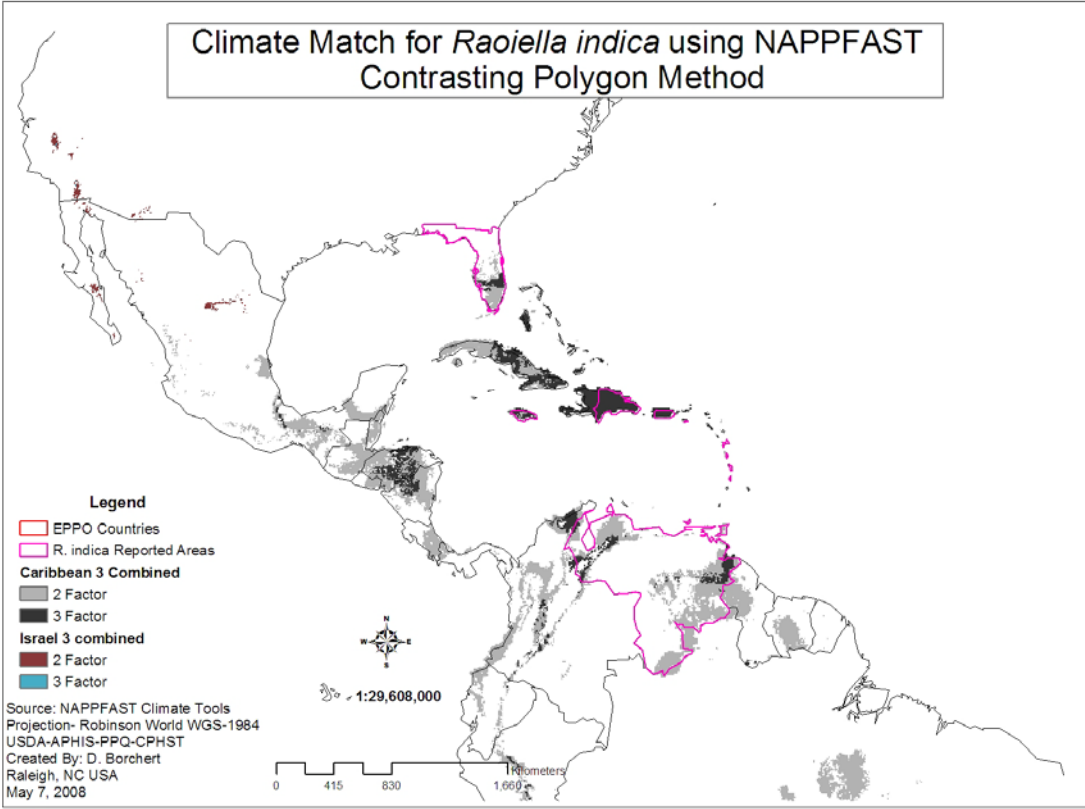 Climate Match for Raoiella indica using NAPPFAST
Contrasting Polygon Method
Legend
EPPO Countries
R. indica Reported Areas
Caribbean 3 Combined
2 Factor
3 Factor
Israel 3 combined
2 Factor
3 Factor
N
W E
S
1:29,608,000
Source: NAPPFAST Climate Tools
Projection- Robinson World WGS-1984
USDA-APHIS-PPQ-CPHST
Created By: D. Borchert
Raleigh, NC USA
May 7, 2008
Kilometers
0 415 830 1,660